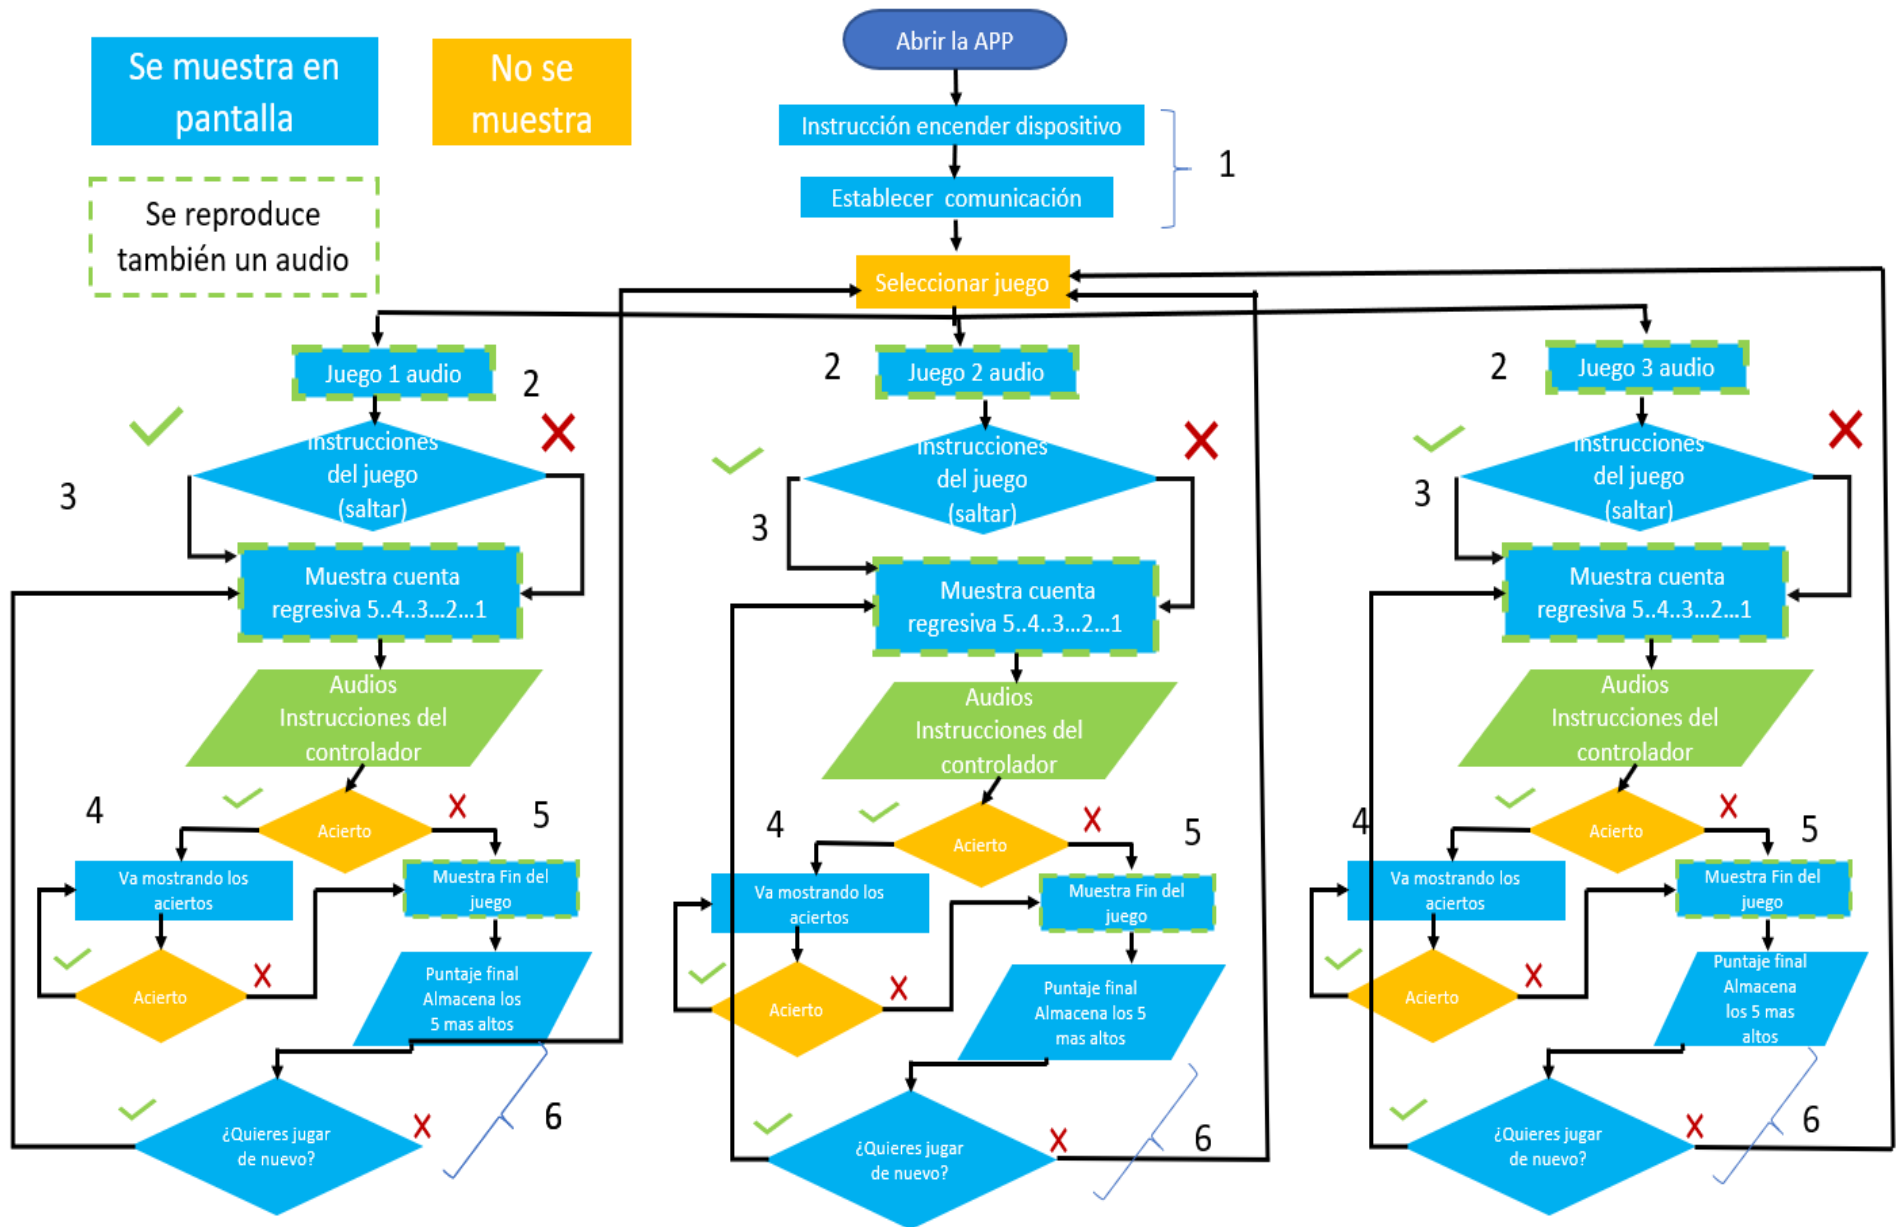 Abrir la APP
Se muestra en
pantalla
No se
muestra
Se reproduce
también un audio
Instrucción encender dispositivo
Establecer comunicación
1
Seleccionar juego
Juego 1 audio
2
Instrucciones
del juego
(saltar)
3
Muestra cuenta
regresiva 5..4..3...2...1
Audios
Instrucciones del
controlador
Acierto
4
5
Va mostrando los
aciertos
Muestra Fin del
juego
Acierto
Puntaje final
Almacena los
5 mas altos
¿Quieres jugar
de nuevo?
6
2
Juego 2 audio
Instrucciones
del juego
(saltar)
3
Muestra cuenta
regresiva 5..4..3...2...1
Audios
Instrucciones del
controlador
Acierto
4
5
Va mostrando los
aciertos
Muestra Fin del
juego
Acierto
Puntaje final
Almacena los 5
mas altos
¿Quieres jugar
de nuevo?
6
2
Juego 3 audio
Instrucciones
del juego
(saltar)
3
Muestra cuenta
regresiva 5..4..3...2...1
Audios
Instrucciones del
controlador
Acierto
4
5
Va mostrando los
aciertos
Muestra Fin del
juego
Acierto
Puntaje final
Almacena
los 5 mas
altos
¿Quieres jugar
de nuevo?
6